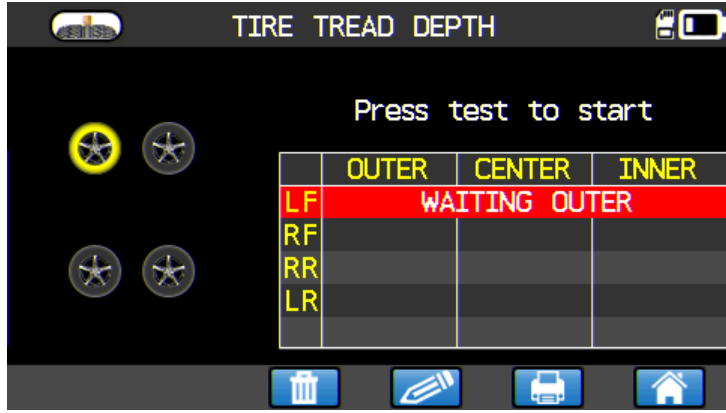 TIRE TREAD DEPTH
Press test to start
OUTER CENTER INNER
LF WAITING OUTER
RF
RR
LR